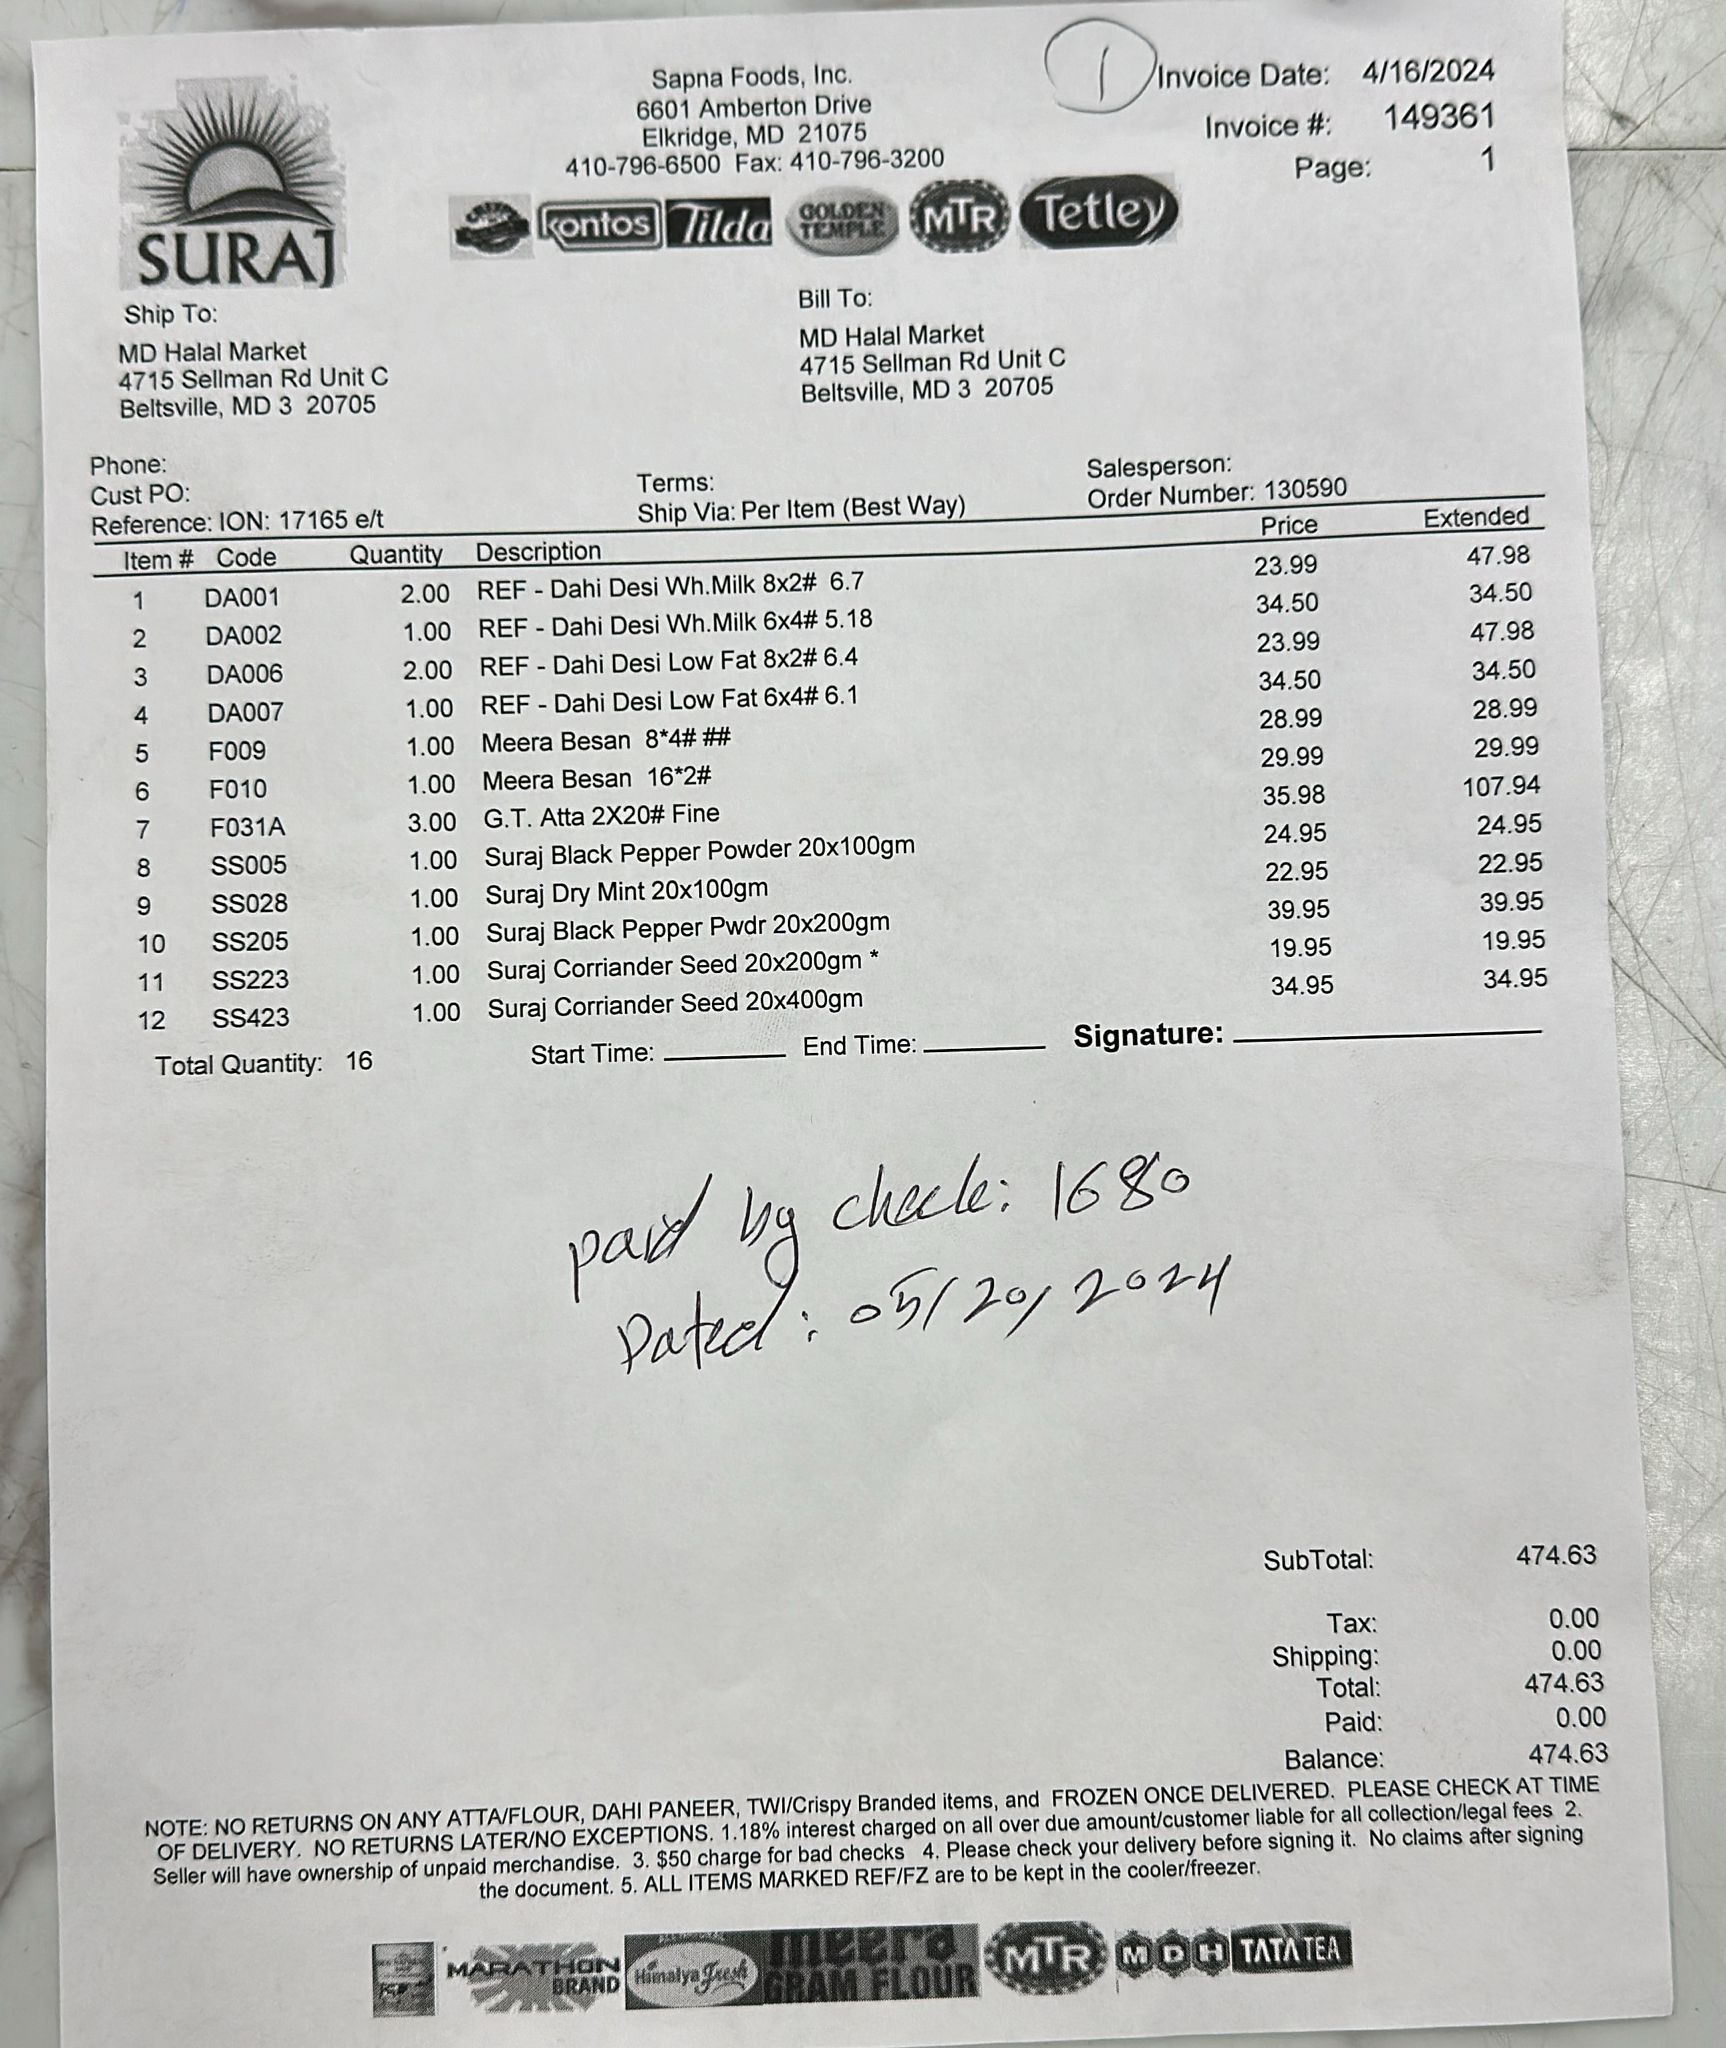 1
Sapna Foods, Inc.
6601 Amberton Drive
Elkridge, MD 21075
410-796-6500 Fax: 410-796-3200
Invoice Date: 4/16/2024
Invoice #: 149361
Page: 1
SURAJ
kontos Tilda GOLDEN TEMPLE MTR Tetley
Ship To:
MD Halal Market
4715 Sellman Rd Unit C
Beltsville, MD 3 20705
Bill To:
MD Halal Market
4715 Sellman Rd Unit C
Beltsville, MD 3 20705
Phone:
Cust PO:
Reference: ION: 17165 e/t
Terms:
Ship Via: Per Item (Best Way)
Salesperson:
Order Number: 130590
Item # Code Quantity Description Price Extended
1 DA001 2.00 REF - Dahi Desi Wh.Milk 8x2# 6.7 23.99 47.98
2 DA002 1.00 REF - Dahi Desi Wh.Milk 6x4# 5.18 34.50 34.50
3 DA006 2.00 REF - Dahi Desi Low Fat 8x2# 6.4 23.99 47.98
4 DA007 1.00 REF - Dahi Desi Low Fat 6x4# 6.1 34.50 34.50
5 F009 1.00 Meera Besan 8*4# ## 28.99 28.99
6 F010 1.00 Meera Besan 16*2# 29.99 29.99
7 F031A 3.00 G.T. Atta 2X20# Fine 35.98 107.94
8 SS005 1.00 Suraj Black Pepper Powder 20x100gm 24.95 24.95
9 SS028 1.00 Suraj Dry Mint 20x100gm 22.95 22.95
10 SS205 1.00 Suraj Black Pepper Pwdr 20x200gm 39.95 39.95
11 SS223 1.00 Suraj Corriander Seed 20x200gm * 19.95 19.95
12 SS423 1.00 Suraj Corriander Seed 20x400gm 34.95 34.95
Total Quantity: 16 Start Time: End Time: Signature:
paid by check: 1680
Dated: 05/20/2024
SubTotal: 474.63
Tax: 0.00
Shipping: 0.00
Total: 474.63
Paid: 0.00
Balance: 474.63
NOTE: NO RETURNS ON ANY ATTA/FLOUR, DAHI PANEER, TWI/Crispy Branded items, and FROZEN ONCE DELIVERED. PLEASE CHECK AT TIME
OF DELIVERY. NO RETURNS LATER/NO EXCEPTIONS. 1.18% interest charged on all over due amount/customer liable for all collection/legal fees 2.
Seller will have ownership of unpaid merchandise. 3. $50 charge for bad checks 4. Please check your delivery before signing it. No claims after signing
the document. 5. ALL ITEMS MARKED REF/FZ are to be kept in the cooler/freezer.
MARATHON BRAND Himalya Fresh meera GRAM FLOUR MTR MDH TATA TEA